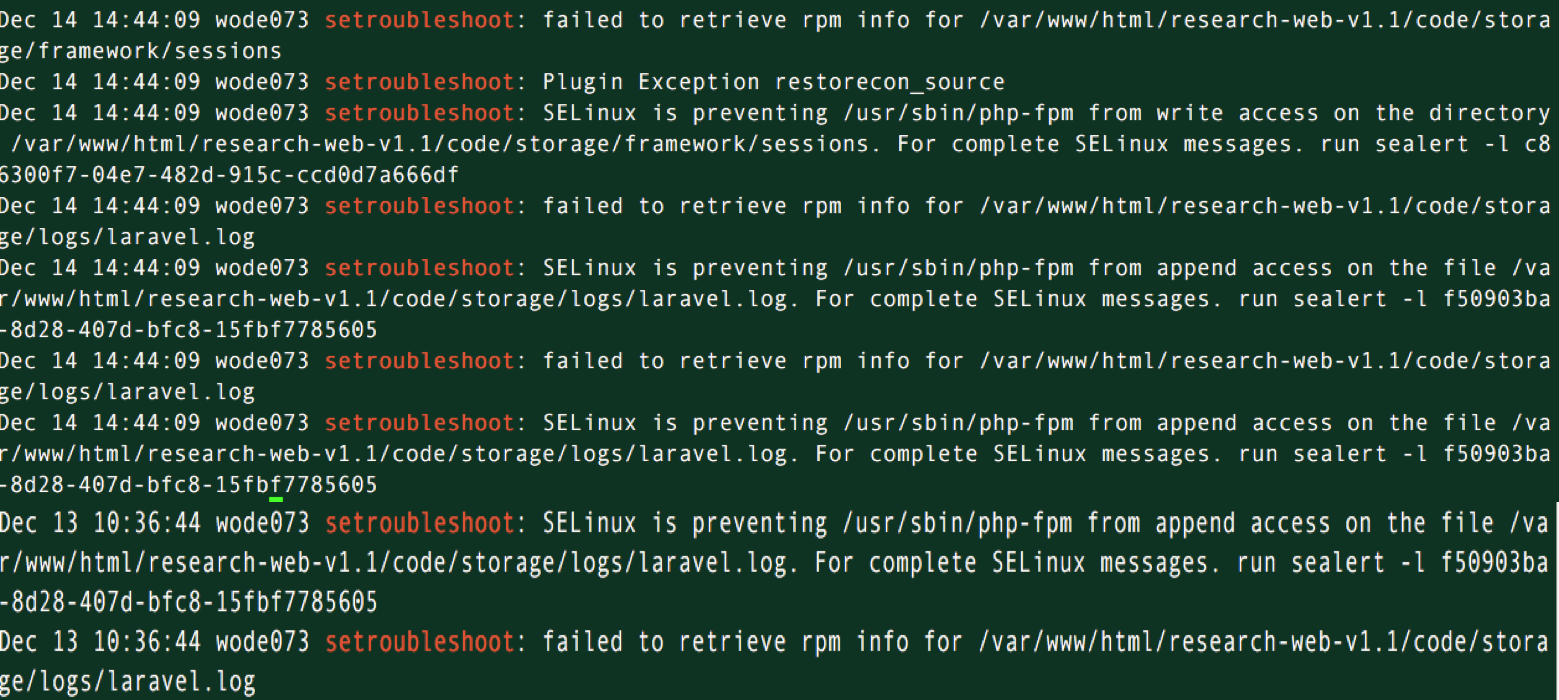 Dec 14 14:44:09 wode073 setroubleshoot: failed to retrieve rpm info for /var/www/html/research-web-v1.1/code/stora
ge/framework/sessions
Dec 14 14:44:09 wode073 setroubleshoot: Plugin Exception restorecon_source
Dec 14 14:44:09 wode073 setroubleshoot: SELinux is preventing /usr/sbin/php-fpm from write access on the directory
/var/www/html/research-web-v1.1/code/storage/framework/sessions. For complete SELinux messages. run sealert -l c8
6300f7-04e7-482d-915c-ccd0d7a666df
Dec 14 14:44:09 wode073 setroubleshoot: failed to retrieve rpm info for /var/www/html/research-web-v1.1/code/stora
ge/logs/laravel.log
Dec 14 14:44:09 wode073 setroubleshoot: SELinux is preventing /usr/sbin/php-fpm from append access on the file /va
r/www/html/research-web-v1.1/code/storage/logs/laravel.log. For complete SELinux messages. run sealert -l f50903ba
-8d28-407d-bfc8-15fbf7785605
Dec 14 14:44:09 wode073 setroubleshoot: failed to retrieve rpm info for /var/www/html/research-web-v1.1/code/stora
ge/logs/laravel.log
Dec 14 14:44:09 wode073 setroubleshoot: SELinux is preventing /usr/sbin/php-fpm from append access on the file /va
r/www/html/research-web-v1.1/code/storage/logs/laravel.log. For complete SELinux messages. run sealert -l f50903ba
-8d28-407d-bfc8-15fbf7785605
Dec 13 10:36:44 wode073 setroubleshoot: SELinux is preventing /usr/sbin/php-fpm from append access on the file /va
r/www/html/research-web-v1.1/code/storage/logs/laravel.log. For complete SELinux messages. run sealert -l f50903ba
-8d28-407d-bfc8-15fbf7785605
Dec 13 10:36:44 wode073 setroubleshoot: failed to retrieve rpm info for /var/www/html/research-web-v1.1/code/stora
ge/logs/laravel.log